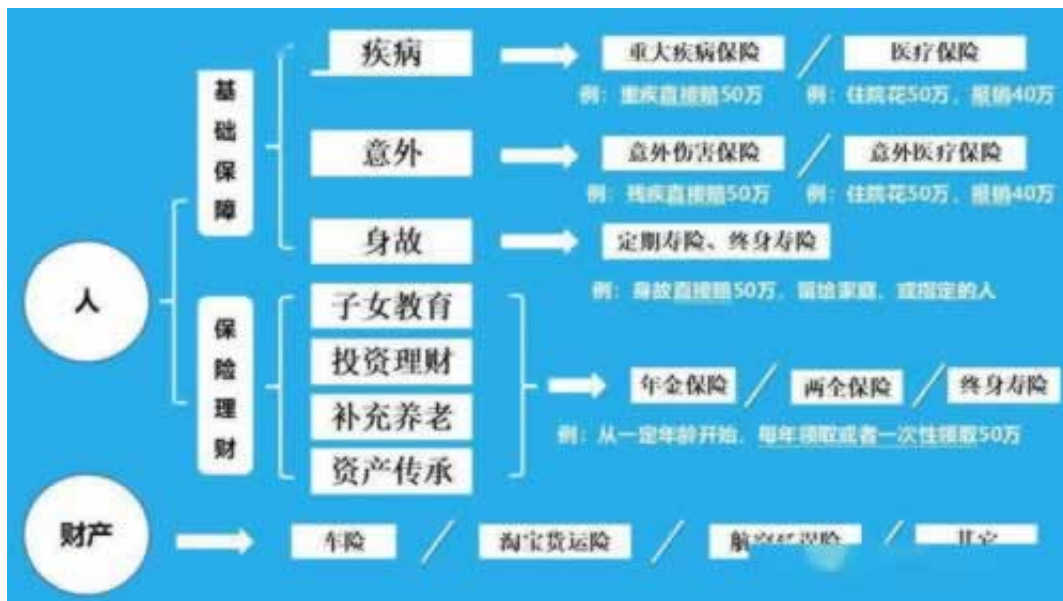 疾病
重大疾病保险
医疗保险
例：重疾直接赔50万
例：住院花50万，报销40万
基础保障
意外
意外伤害保险
意外医疗保险
例：残疾直接赔50万
例：住院花50万，报销40万
身故
定期寿险、终身寿险
例：身故直接赔50万，留给家庭，或指定的人
人
保险理财
子女教育
投资理财
补充养老
资产传承
年金保险
两全保险
终身寿险
例：从一定年龄开始，每年领取或者一次性领取50万
财产
车险
淘宝货运险